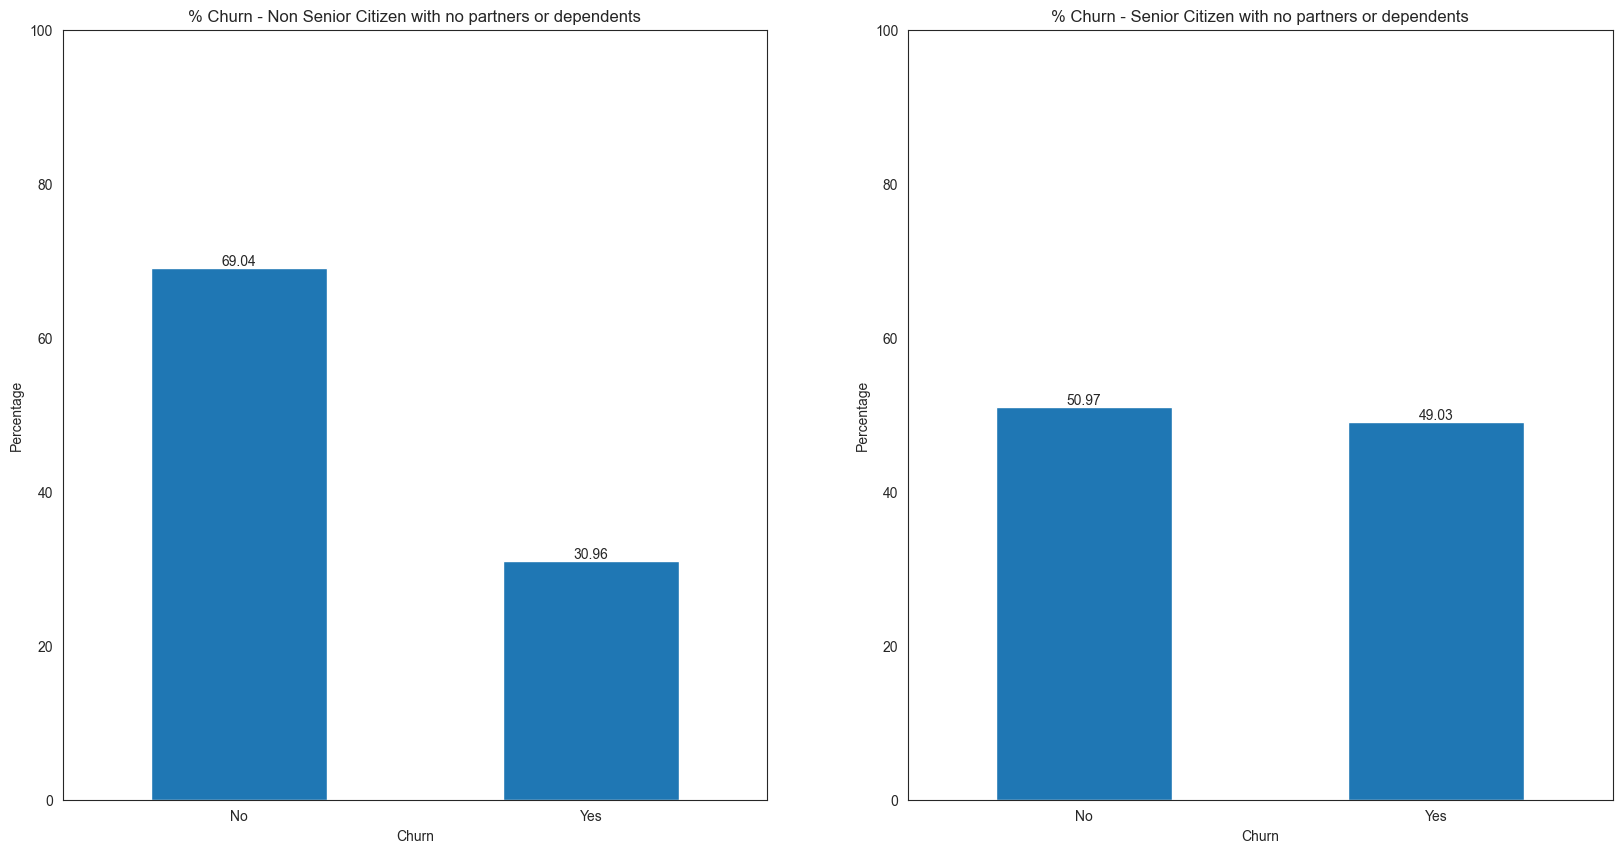 % Churn - Non Senior Citizen with no partners or dependents
100
80
60
40
20
0
Percentage
69.04
30.96
No
Yes
Churn
% Churn - Senior Citizen with no partners or dependents
100
80
60
40
20
0
Percentage
50.97
49.03
No
Yes
Churn